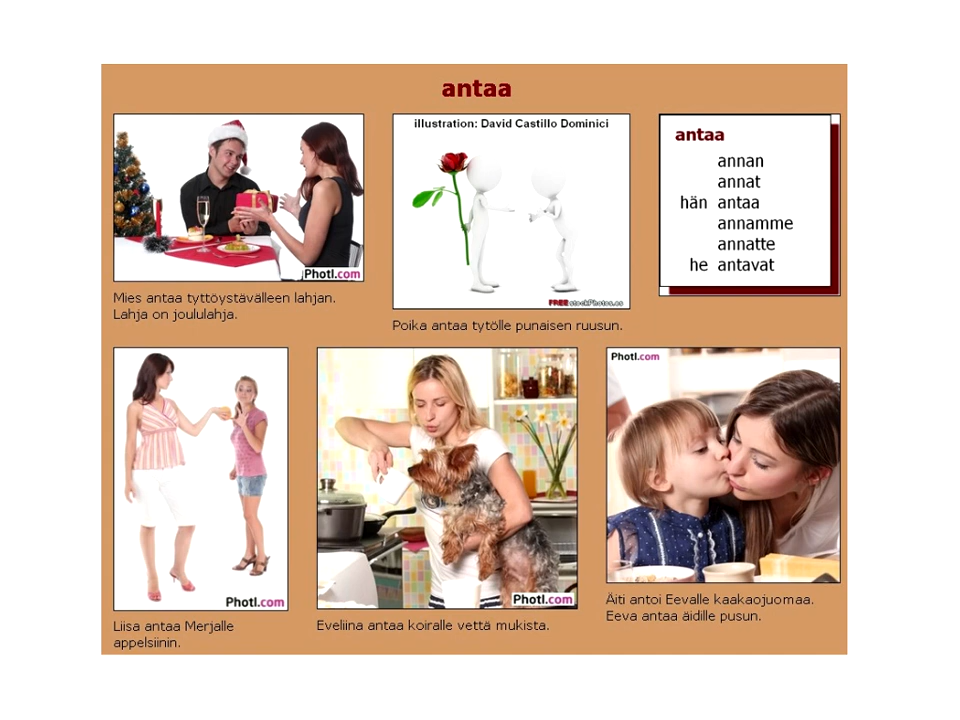 antaa
Photl.com
Mies antaa tyttöystävälleen lahjan.
Lahja on joululahja.
illustration: David Castillo Dominici
FREEstockPhotos.es
Poika antaa tytölle punaisen ruusun.
antaa
annan
annat
hän antaa
annamme
annatte
he antavat
Photl.com
Liisa antaa Merjalle
appelsiinin.
Photl.com
Eveliina antaa koiralle vettä mukista.
Photl.com
Äiti antoi Eevalle kaakaojuomaa.
Eeva antaa äidille pusun.